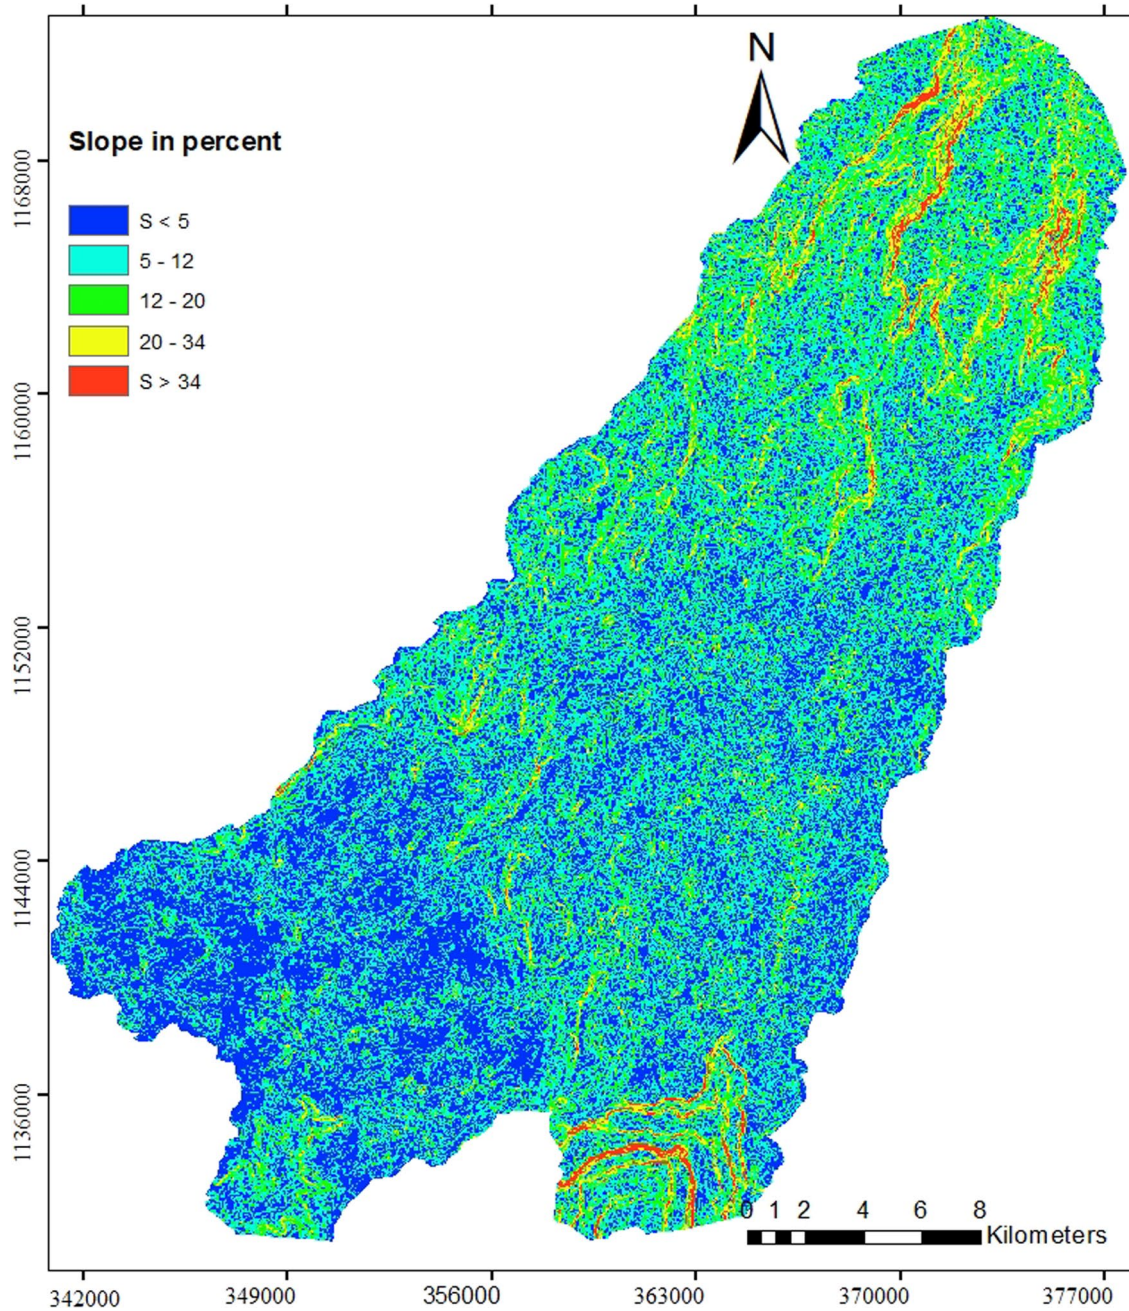 N
Slope in percent
S < 5
5 - 12
12 - 20
20 - 34
S > 34
1168000
1160000
1152000
1144000
1136000
0 1 2 4 6 8
Kilometers
342000 349000 356000 363000 370000 377000